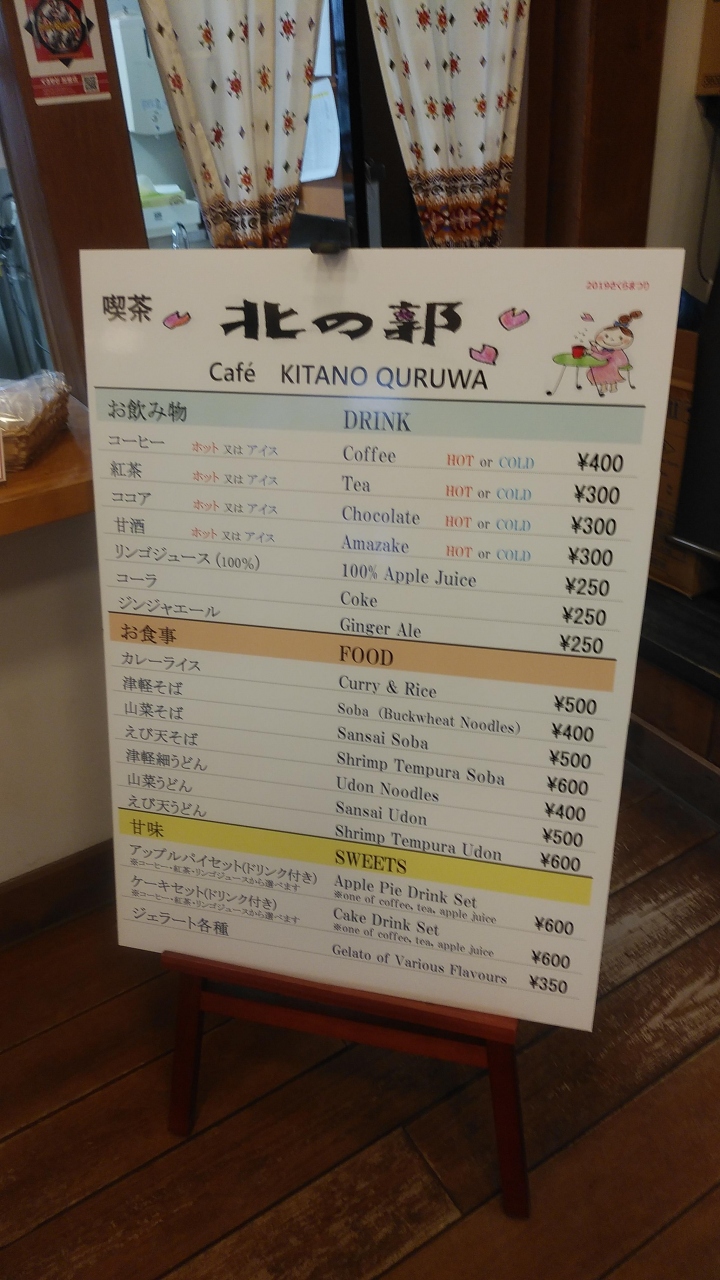 2019さくらまつり
喫茶 北の郭
Café KITANO QURUWA
お飲み物 DRINK
コーヒー ホット 又は アイス Coffee HOT or COLD ¥400
紅茶 ホット 又は アイス Tea HOT or COLD ¥300
ココア ホット 又は アイス Chocolate HOT or COLD ¥300
甘酒 ホット 又は アイス Amazake HOT or COLD ¥300
リンゴジュース (100%) 100% Apple Juice ¥250
コーラ Coke ¥250
ジンジャエール Ginger Ale ¥250
お食事 FOOD
カレーライス Curry & Rice ¥500
津軽そば Soba (Buckwheat Noodles) ¥400
山菜そば Sansai Soba ¥500
えび天そば Shrimp Tempura Soba ¥600
津軽細うどん Udon Noodles ¥400
山菜うどん Sansai Udon ¥500
えび天うどん Shrimp Tempura Udon ¥600
甘味 SWEETS
アップルパイセット(ドリンク付き) Apple Pie Drink Set ¥600
※コーヒー・紅茶・リンゴジュースから選べます ※one of coffee, tea, apple juice
ケーキセット(ドリンク付き) Cake Drink Set ¥600
※コーヒー・紅茶・リンゴジュースから選べます ※one of coffee, tea, apple juice
ジェラート各種 Gelato of Various Flavours ¥350